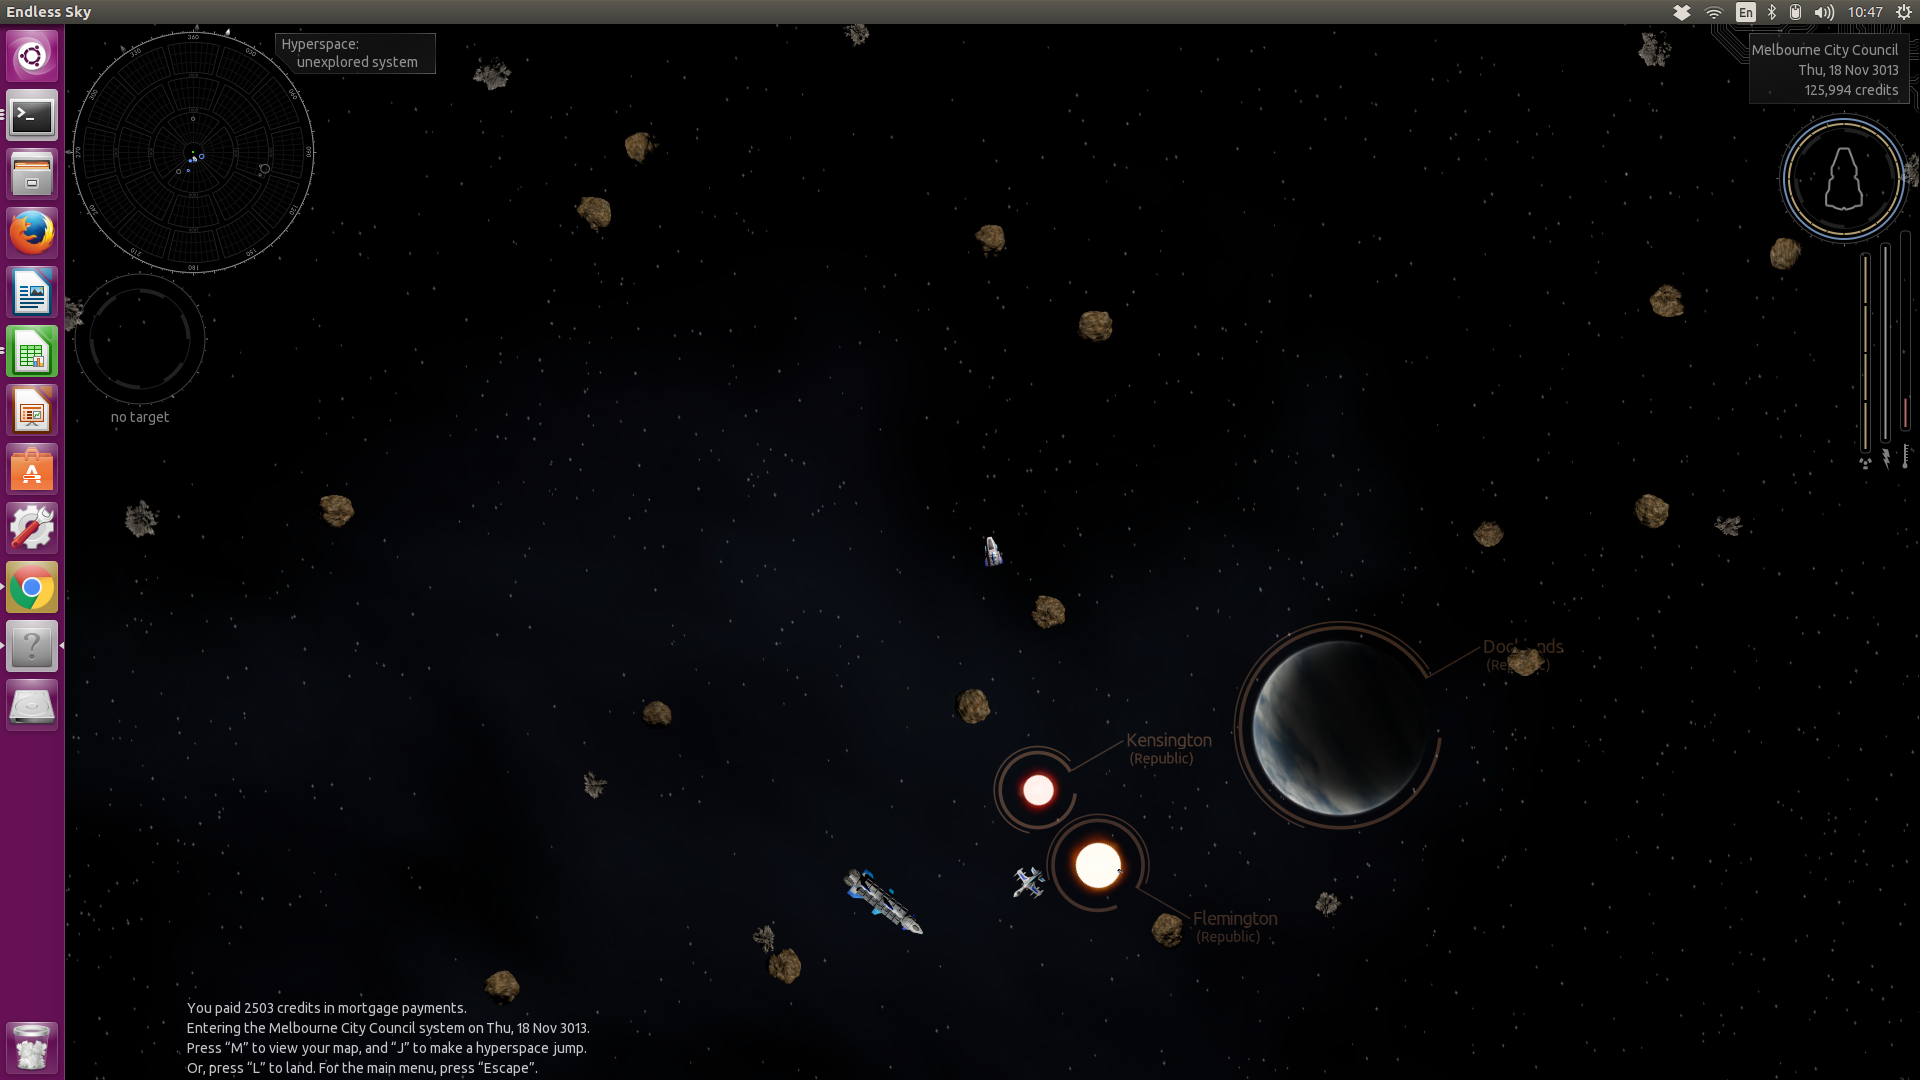 Endless Sky
En
10:47
Hyperspace:
unexplored system
Melbourne City Council
Thu, 18 Nov 3013
125,994 credits
no target
Kensington
(Republic)
Flemington
(Republic)
You paid 2503 credits in mortgage payments.
Entering the Melbourne City Council system on Thu, 18 Nov 3013.
Press “M” to view your map, and “J” to make a hyperspace jump.
Or, press “L” to land. For the main menu, press “Escape”.